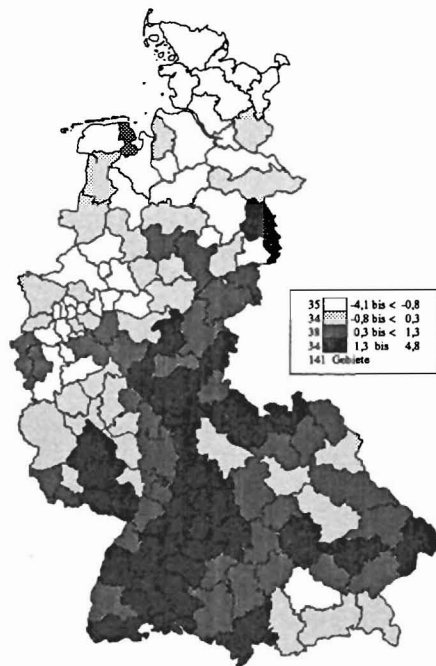 35 -4,1 bis < -0,8
34 -0,8 bis < 0,3
38 0,3 bis < 1,3
34 1,3 bis 4,8
141 Gebiete